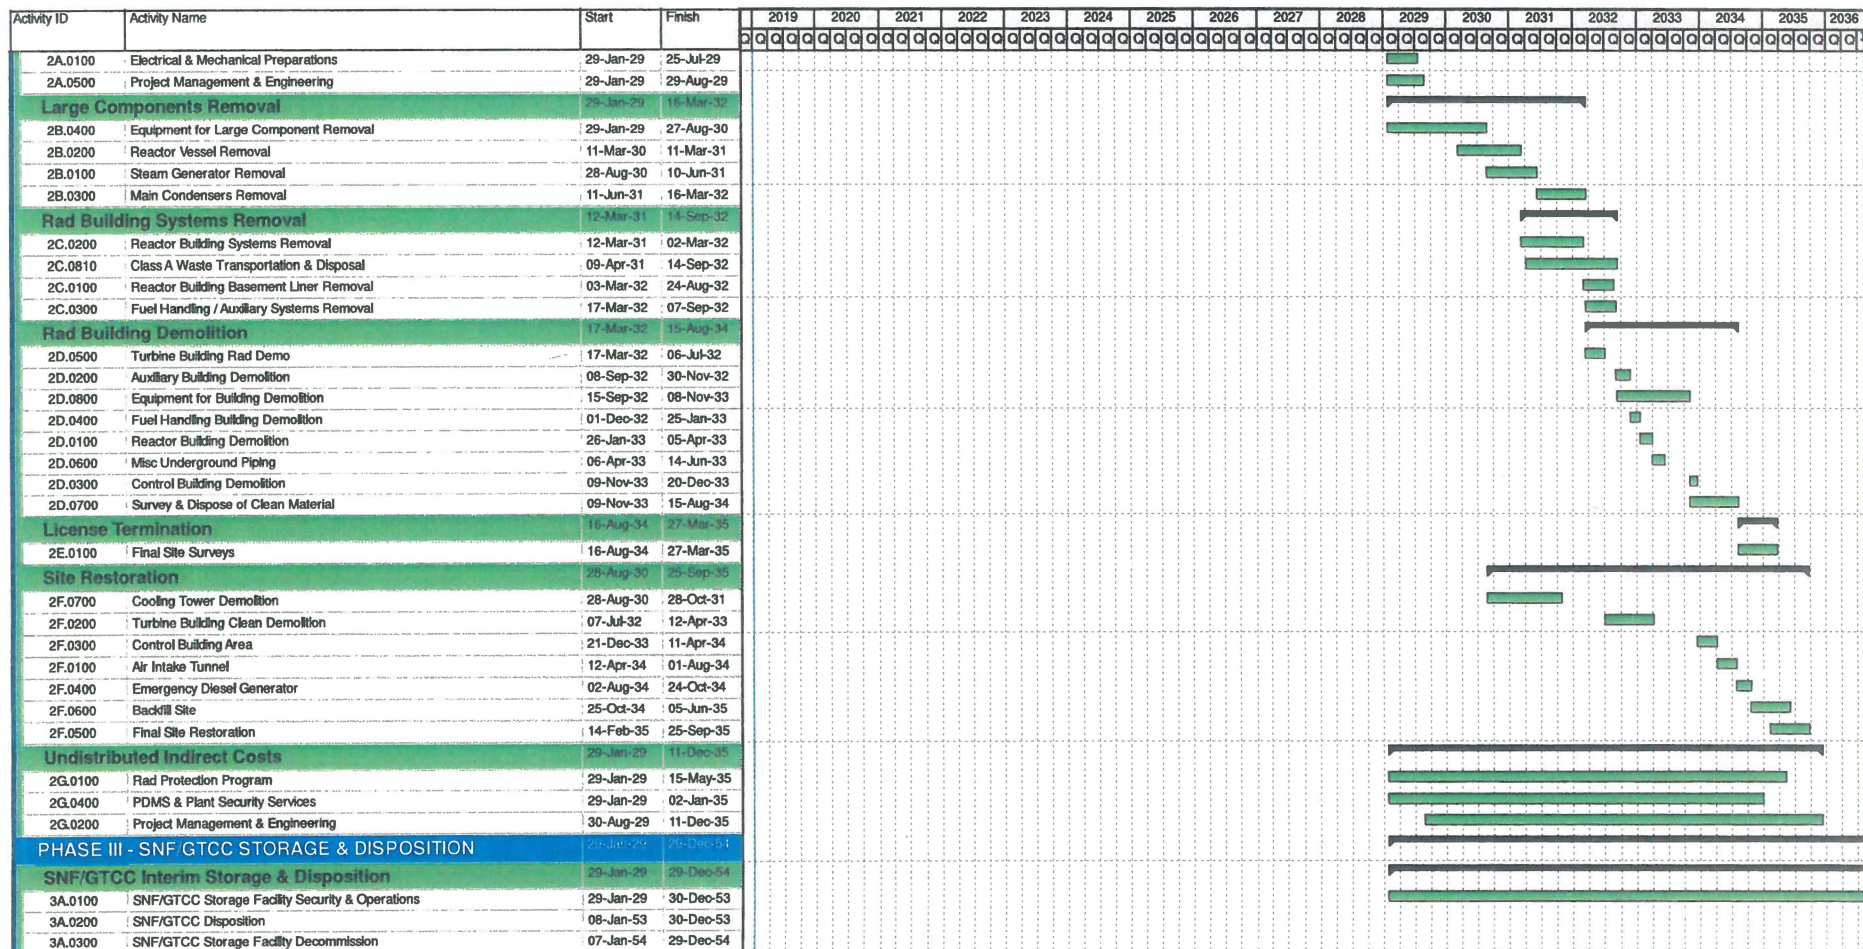 Activity ID Activity Name Start Finish 2019 2020 2021 2022 2023 2024 2025 2026 2027 2028 2029 2030 2031 2032 2033 2034 2035 2036
Q Q Q Q Q Q Q Q Q Q Q Q Q Q Q Q Q Q Q Q Q Q Q Q Q Q Q Q Q Q Q Q Q Q Q Q Q Q Q Q Q Q Q Q Q Q Q Q Q Q Q Q Q Q Q Q Q Q Q Q Q Q Q Q Q Q Q Q Q Q Q
2A.0100 Electrical & Mechanical Preparations 29-Jan-29 25-Jul-29
2A.0500 Project Management & Engineering 29-Jan-29 29-Aug-29
Large Components Removal 29-Jan-29 16-Mar-32
2B.0400 Equipment for Large Component Removal 29-Jan-29 27-Aug-30
2B.0200 Reactor Vessel Removal 11-Mar-30 11-Mar-31
2B.0100 Steam Generator Removal 28-Aug-30 10-Jun-31
2B.0300 Main Condensers Removal 11-Jun-31 16-Mar-32
Rad Building Systems Removal 12-Mar-31 14-Sep-32
2C.0200 Reactor Building Systems Removal 12-Mar-31 02-Mar-32
2C.0810 Class A Waste Transportation & Disposal 09-Apr-31 14-Sep-32
2C.0100 Reactor Building Basement Liner Removal 03-Mar-32 24-Aug-32
2C.0300 Fuel Handling / Auxiliary Systems Removal 17-Mar-32 07-Sep-32
Rad Building Demolition 17-Mar-32 15-Aug-34
2D.0500 Turbine Building Rad Demo 17-Mar-32 06-Jul-32
2D.0200 Auxiliary Building Demolition 08-Sep-32 30-Nov-32
2D.0800 Equipment for Building Demolition 15-Sep-32 08-Nov-33
2D.0400 Fuel Handling Building Demolition 01-Dec-32 25-Jan-33
2D.0100 Reactor Building Demolition 26-Jan-33 05-Apr-33
2D.0600 Misc Underground Piping 06-Apr-33 14-Jun-33
2D.0300 Control Building Demolition 09-Nov-33 20-Dec-33
2D.0700 Survey & Dispose of Clean Material 09-Nov-33 15-Aug-34
License Termination 16-Aug-34 27-Mar-35
2E.0100 Final Site Surveys 16-Aug-34 27-Mar-35
Site Restoration 28-Aug-30 25-Sep-35
2F.0700 Cooling Tower Demolition 28-Aug-30 28-Oct-31
2F.0200 Turbine Building Clean Demolition 07-Jul-32 12-Apr-33
2F.0300 Control Building Area 21-Dec-33 11-Apr-34
2F.0100 Air Intake Tunnel 12-Apr-34 01-Aug-34
2F.0400 Emergency Diesel Generator 02-Aug-34 24-Oct-34
2F.0600 Backfill Site 25-Oct-34 05-Jun-35
2F.0500 Final Site Restoration 14-Feb-35 25-Sep-35
Undistributed Indirect Costs 29-Jan-29 11-Dec-35
2G.0100 Rad Protection Program 29-Jan-29 15-May-35
2G.0400 PDMS & Plant Security Services 29-Jan-29 02-Jan-35
2G.0200 Project Management & Engineering 30-Aug-29 11-Dec-35
PHASE III - SNF/GTCC STORAGE & DISPOSITION 29-Jan-29 29-Dec-54
SNF/GTCC Interim Storage & Disposition 29-Jan-29 29-Dec-54
3A.0100 SNF/GTCC Storage Facility Security & Operations 29-Jan-29 30-Dec-53
3A.0200 SNF/GTCC Disposition 08-Jan-53 30-Dec-53
3A.0300 SNF/GTCC Storage Facility Decommission 07-Jan-54 29-Dec-54